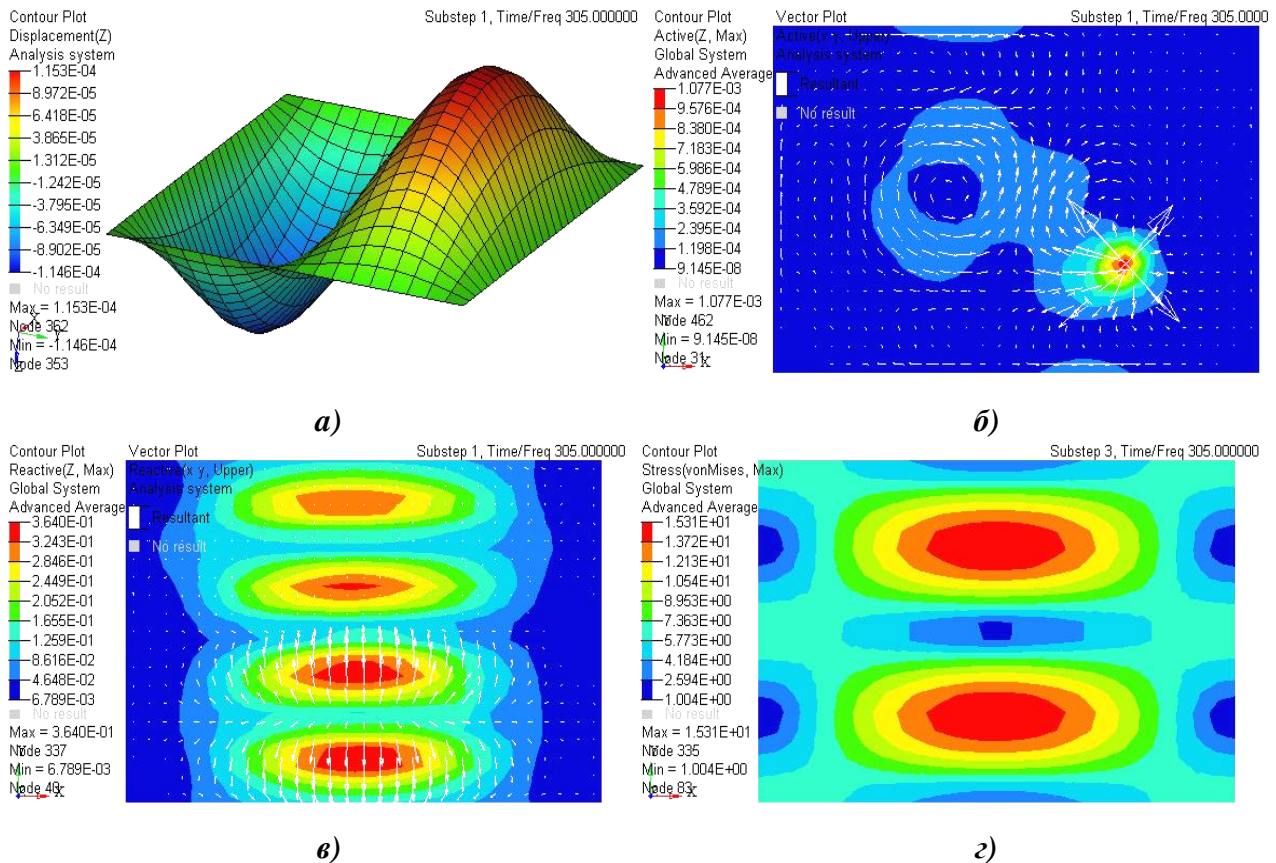 Contour Plot
Displacement(Z)
Analysis system
1.153E-04
8.972E-05
6.418E-05
3.865E-05
1.312E-05
-1.242E-05
-3.795E-05
-6.349E-05
-8.902E-05
-1.146E-04
No result
Max = 1.153E-04
Node 362
Min = -1.146E-04
Node 353
X
Y
Z
Substep 1, Time/Freq 305.000000
а)
Contour Plot
Active(Z, Max)
Global System
Advanced Average
1.077E-03
9.576E-04
8.380E-04
7.183E-04
5.986E-04
4.789E-04
3.592E-04
2.395E-04
1.198E-04
9.145E-08
No result
Max = 1.077E-03
Node 462
Min = 9.145E-08
Node 31
Y
X
Vector Plot
Active(x y, Upper)
Analysis system
Resultant
No result
Substep 1, Time/Freq 305.0000
б)
Contour Plot
Reactive(Z, Max)
Global System
Advanced Average
3.640E-01
3.243E-01
2.846E-01
2.449E-01
2.052E-01
1.655E-01
1.259E-01
8.616E-02
4.648E-02
6.789E-03
No result
Max = 3.640E-01
Node 337
Min = 6.789E-03
Y
X
Vector Plot
Reactive(x y, Upper)
Analysis system
Resultant
No result
Substep 1, Time/Freq 305.000000
в)
Contour Plot
Stress(vonMises, Max)
Global System
Advanced Average
1.531E+01
1.372E+01
1.213E+01
1.054E+01
8.953E+00
7.363E+00
5.773E+00
4.184E+00
2.594E+00
1.004E+00
No result
Max = 1.531E+01
Node 335
Min = 1.004E+00
Node 83
Y
X
Substep 3, Time/Freq 305.000000
г)